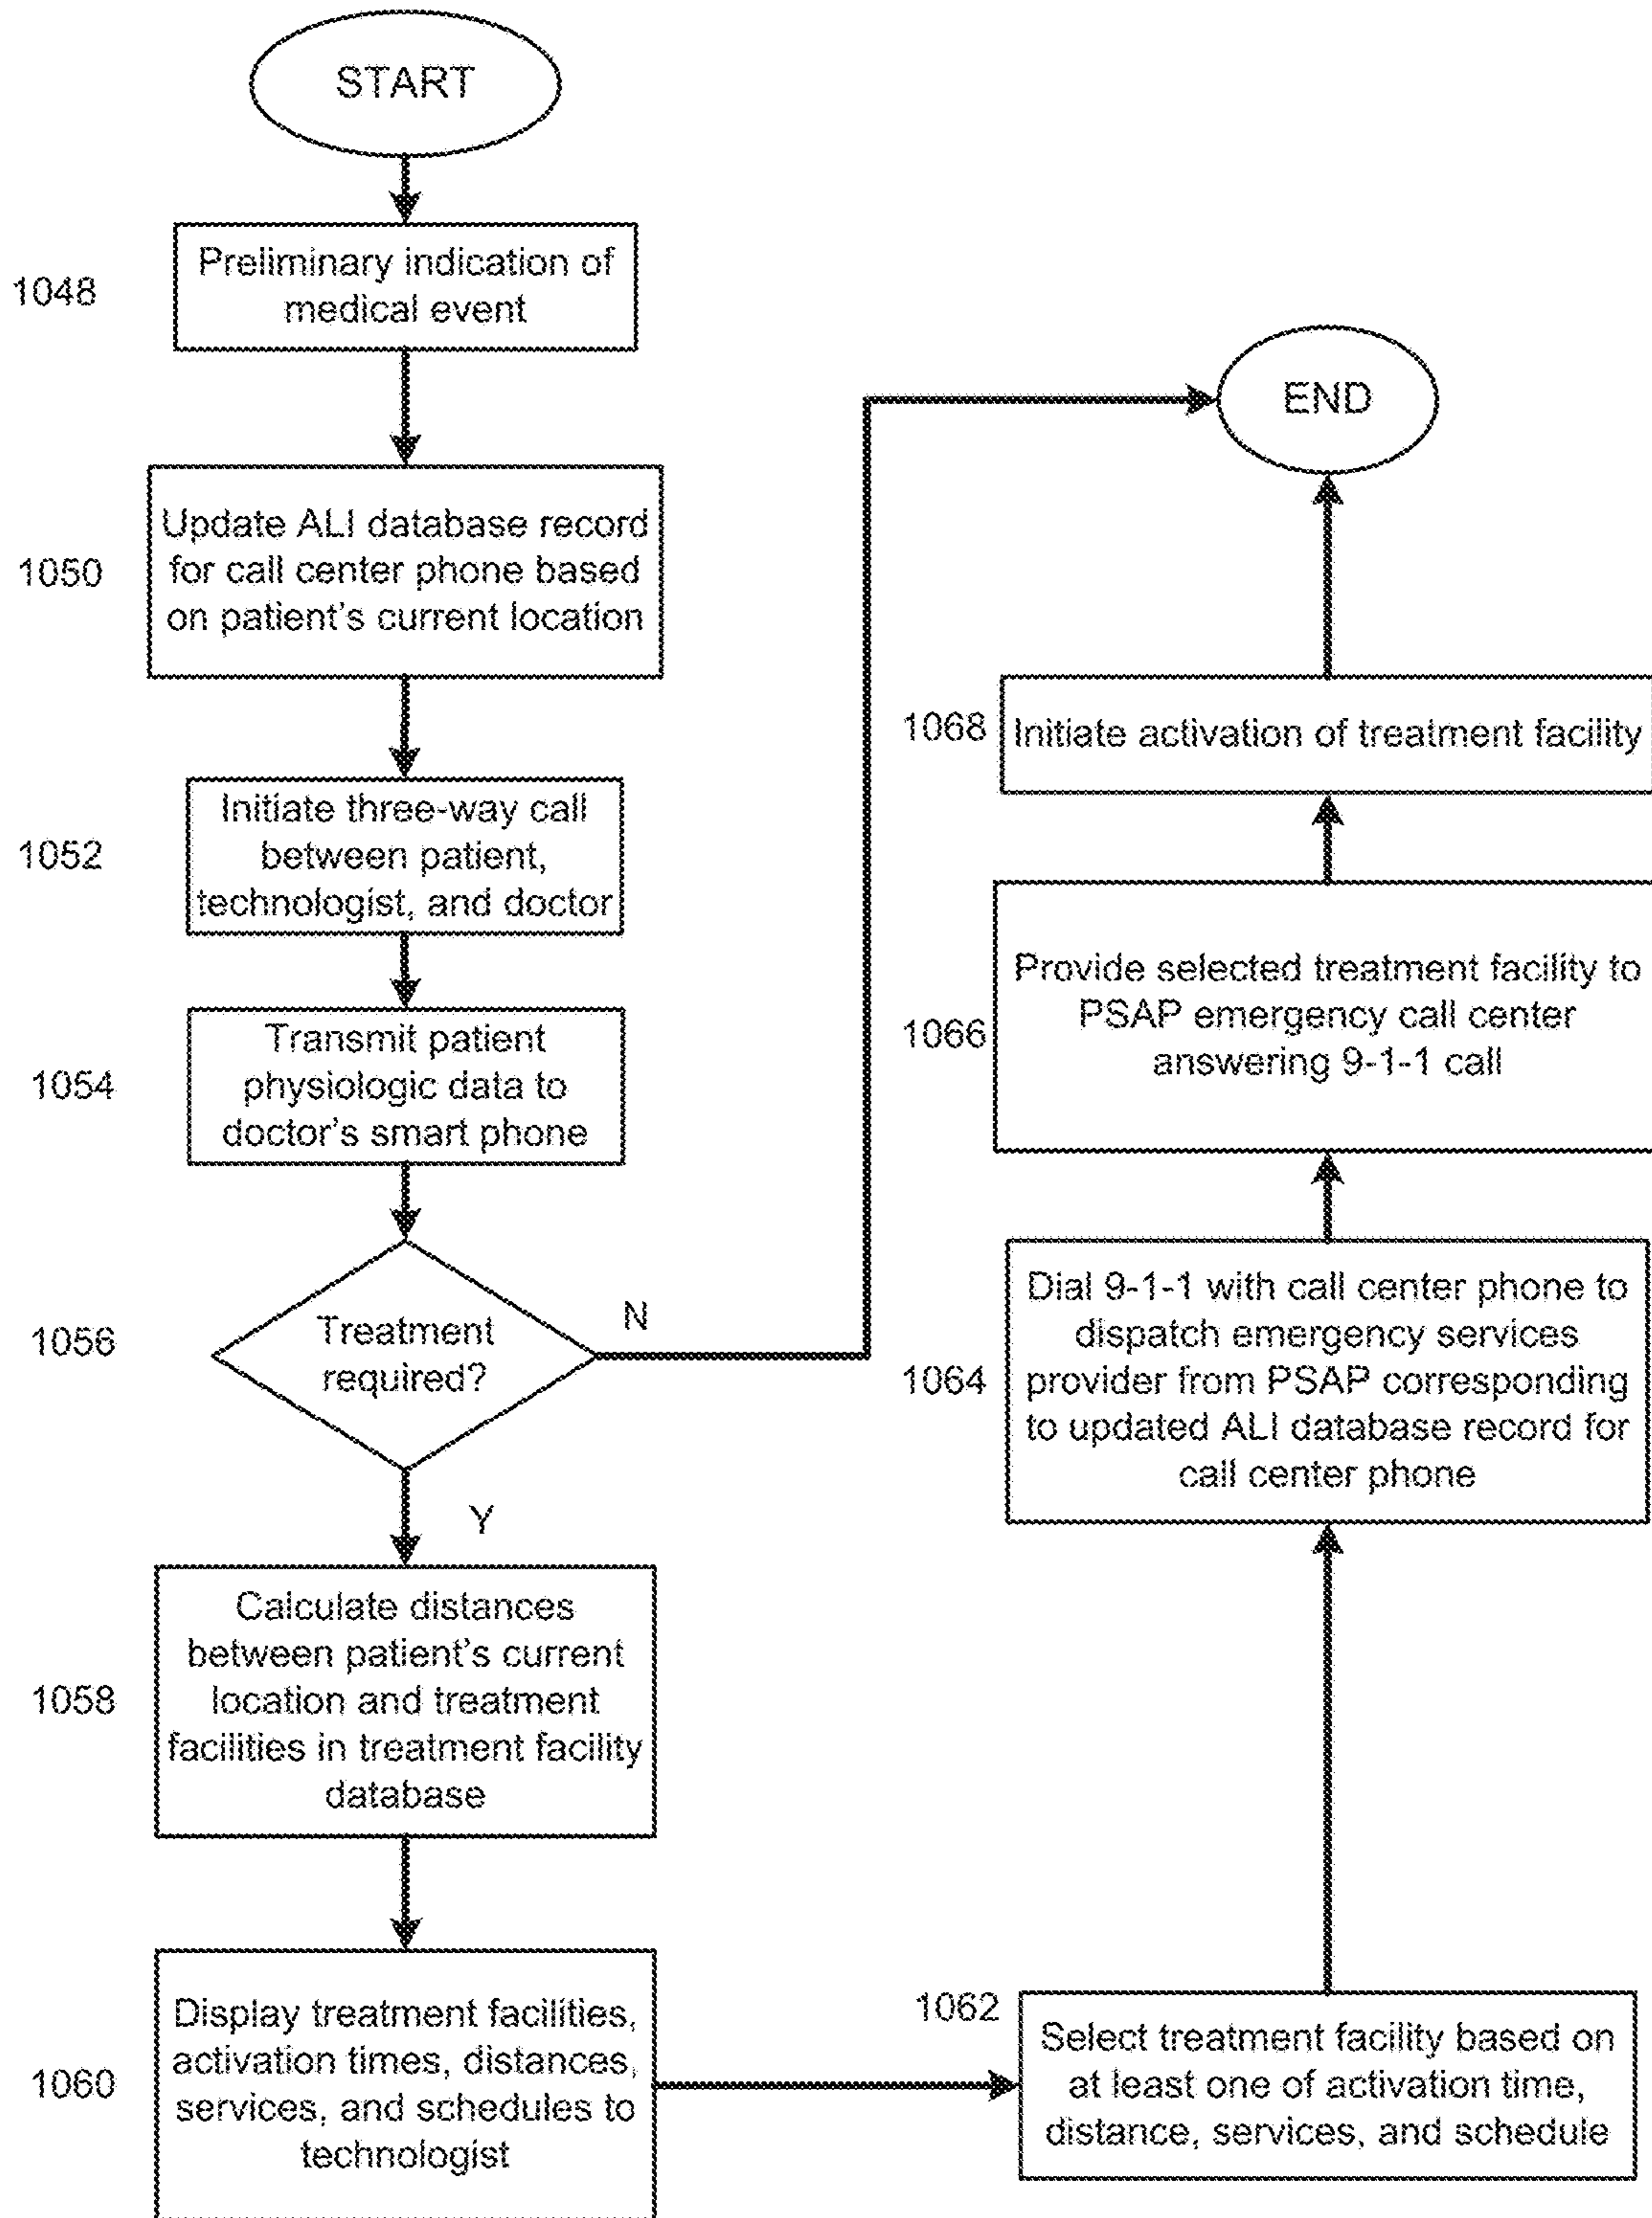 START
1048
Preliminary indication of
medical event
1050
Update ALI database record
for call center phone based
on patient's current location
1052
Initiate three-way call
between patient,
technologist, and doctor
1054
Transmit patient
physiologic data to
doctor's smart phone
1056
Treatment
required?
N
Y
1058
Calculate distances
between patient's current
location and treatment
facilities in treatment facility
database
1060
Display treatment facilities,
activation times, distances,
services, and schedules to
technologist
1062
Select treatment facility based on
at least one of activation time,
distance, services, and schedule
1064
Dial 9-1-1 with call center phone to
dispatch emergency services
provider from PSAP corresponding
to updated ALI database record for
call center phone
1066
Provide selected treatment facility to
PSAP emergency call center
answering 9-1-1 call
1068
Initiate activation of treatment facility
END